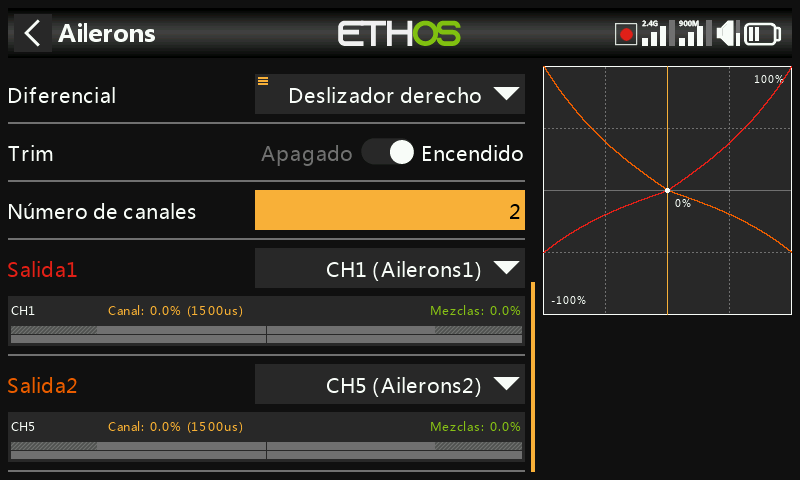 Ailerons
ETHOS
2.4G
900M
Diferencial
Deslizador derecho
Trim
Apagado
Encendido
Número de canales
2
Salida1
CH1 (Ailerons1)
CH1
Canal: 0.0% (1500us)
Mezclas: 0.0%
Salida2
CH5 (Ailerons2)
CH5
Canal: 0.0% (1500us)
Mezclas: 0.0%
100%
0%
-100%